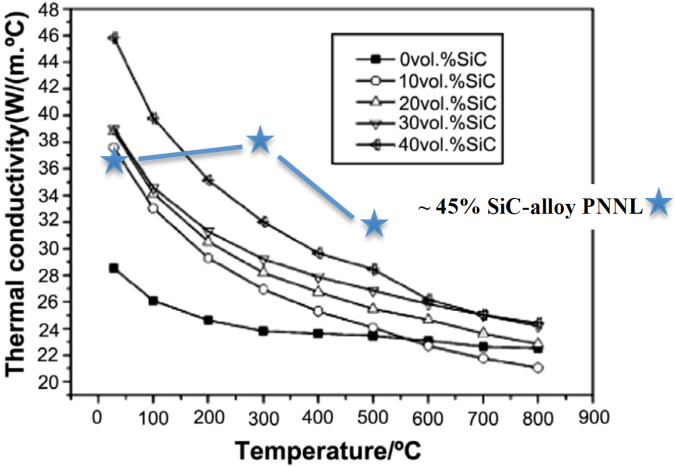 Thermal conductivity(W/(m.ºC)
48
46
44
42
40
38
36
34
32
30
28
26
24
22
20
0vol.%SiC
10vol.%SiC
20vol.%SiC
30vol.%SiC
40vol.%SiC
~ 45% SiC-alloy PNNL
0 100 200 300 400 500 600 700 800 900
Temperature/ºC